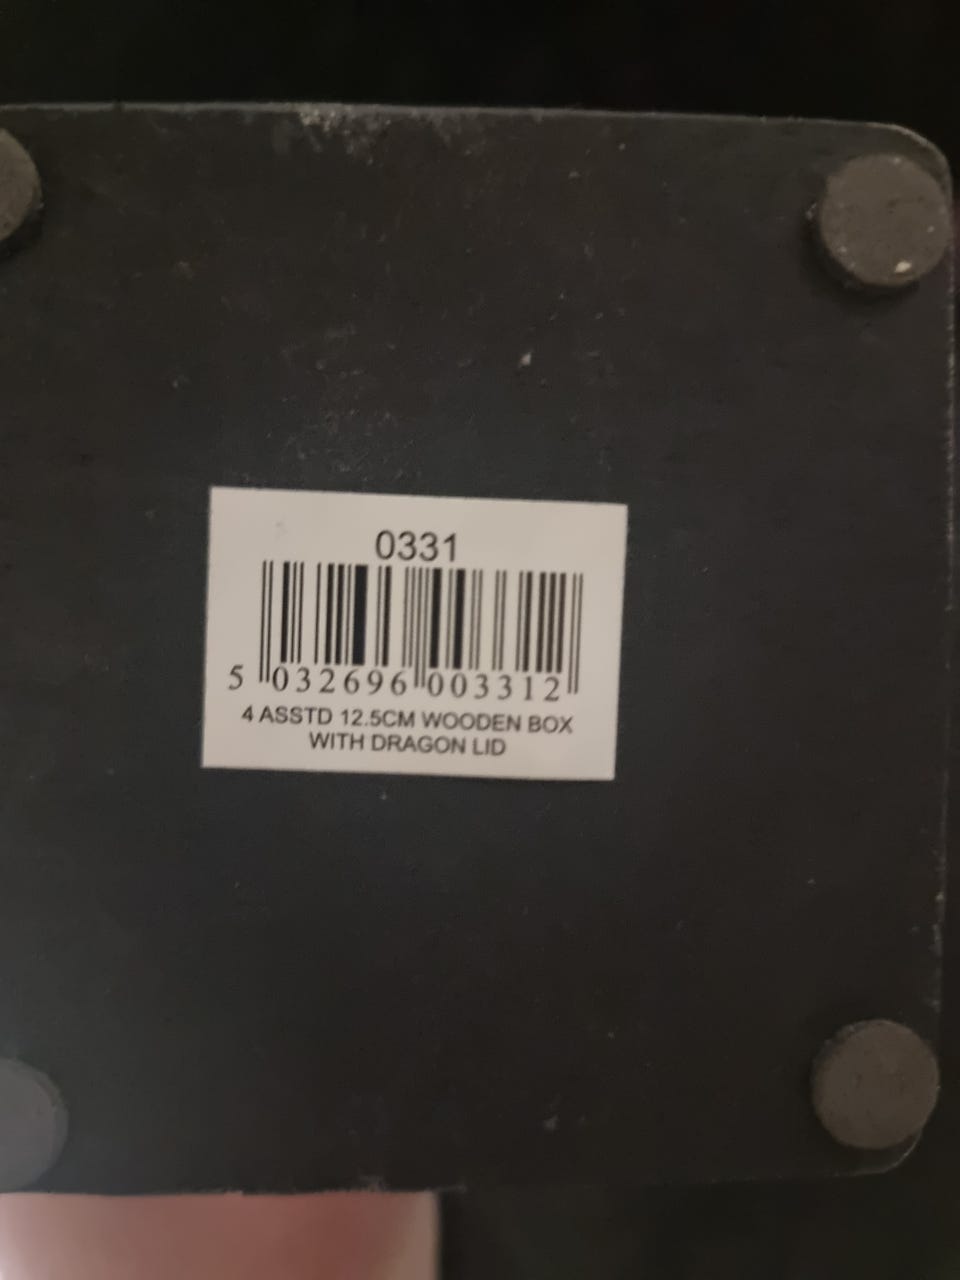 0331
5 032696 003312
4 ASSTD 12.5CM WOODEN BOX
WITH DRAGON LID